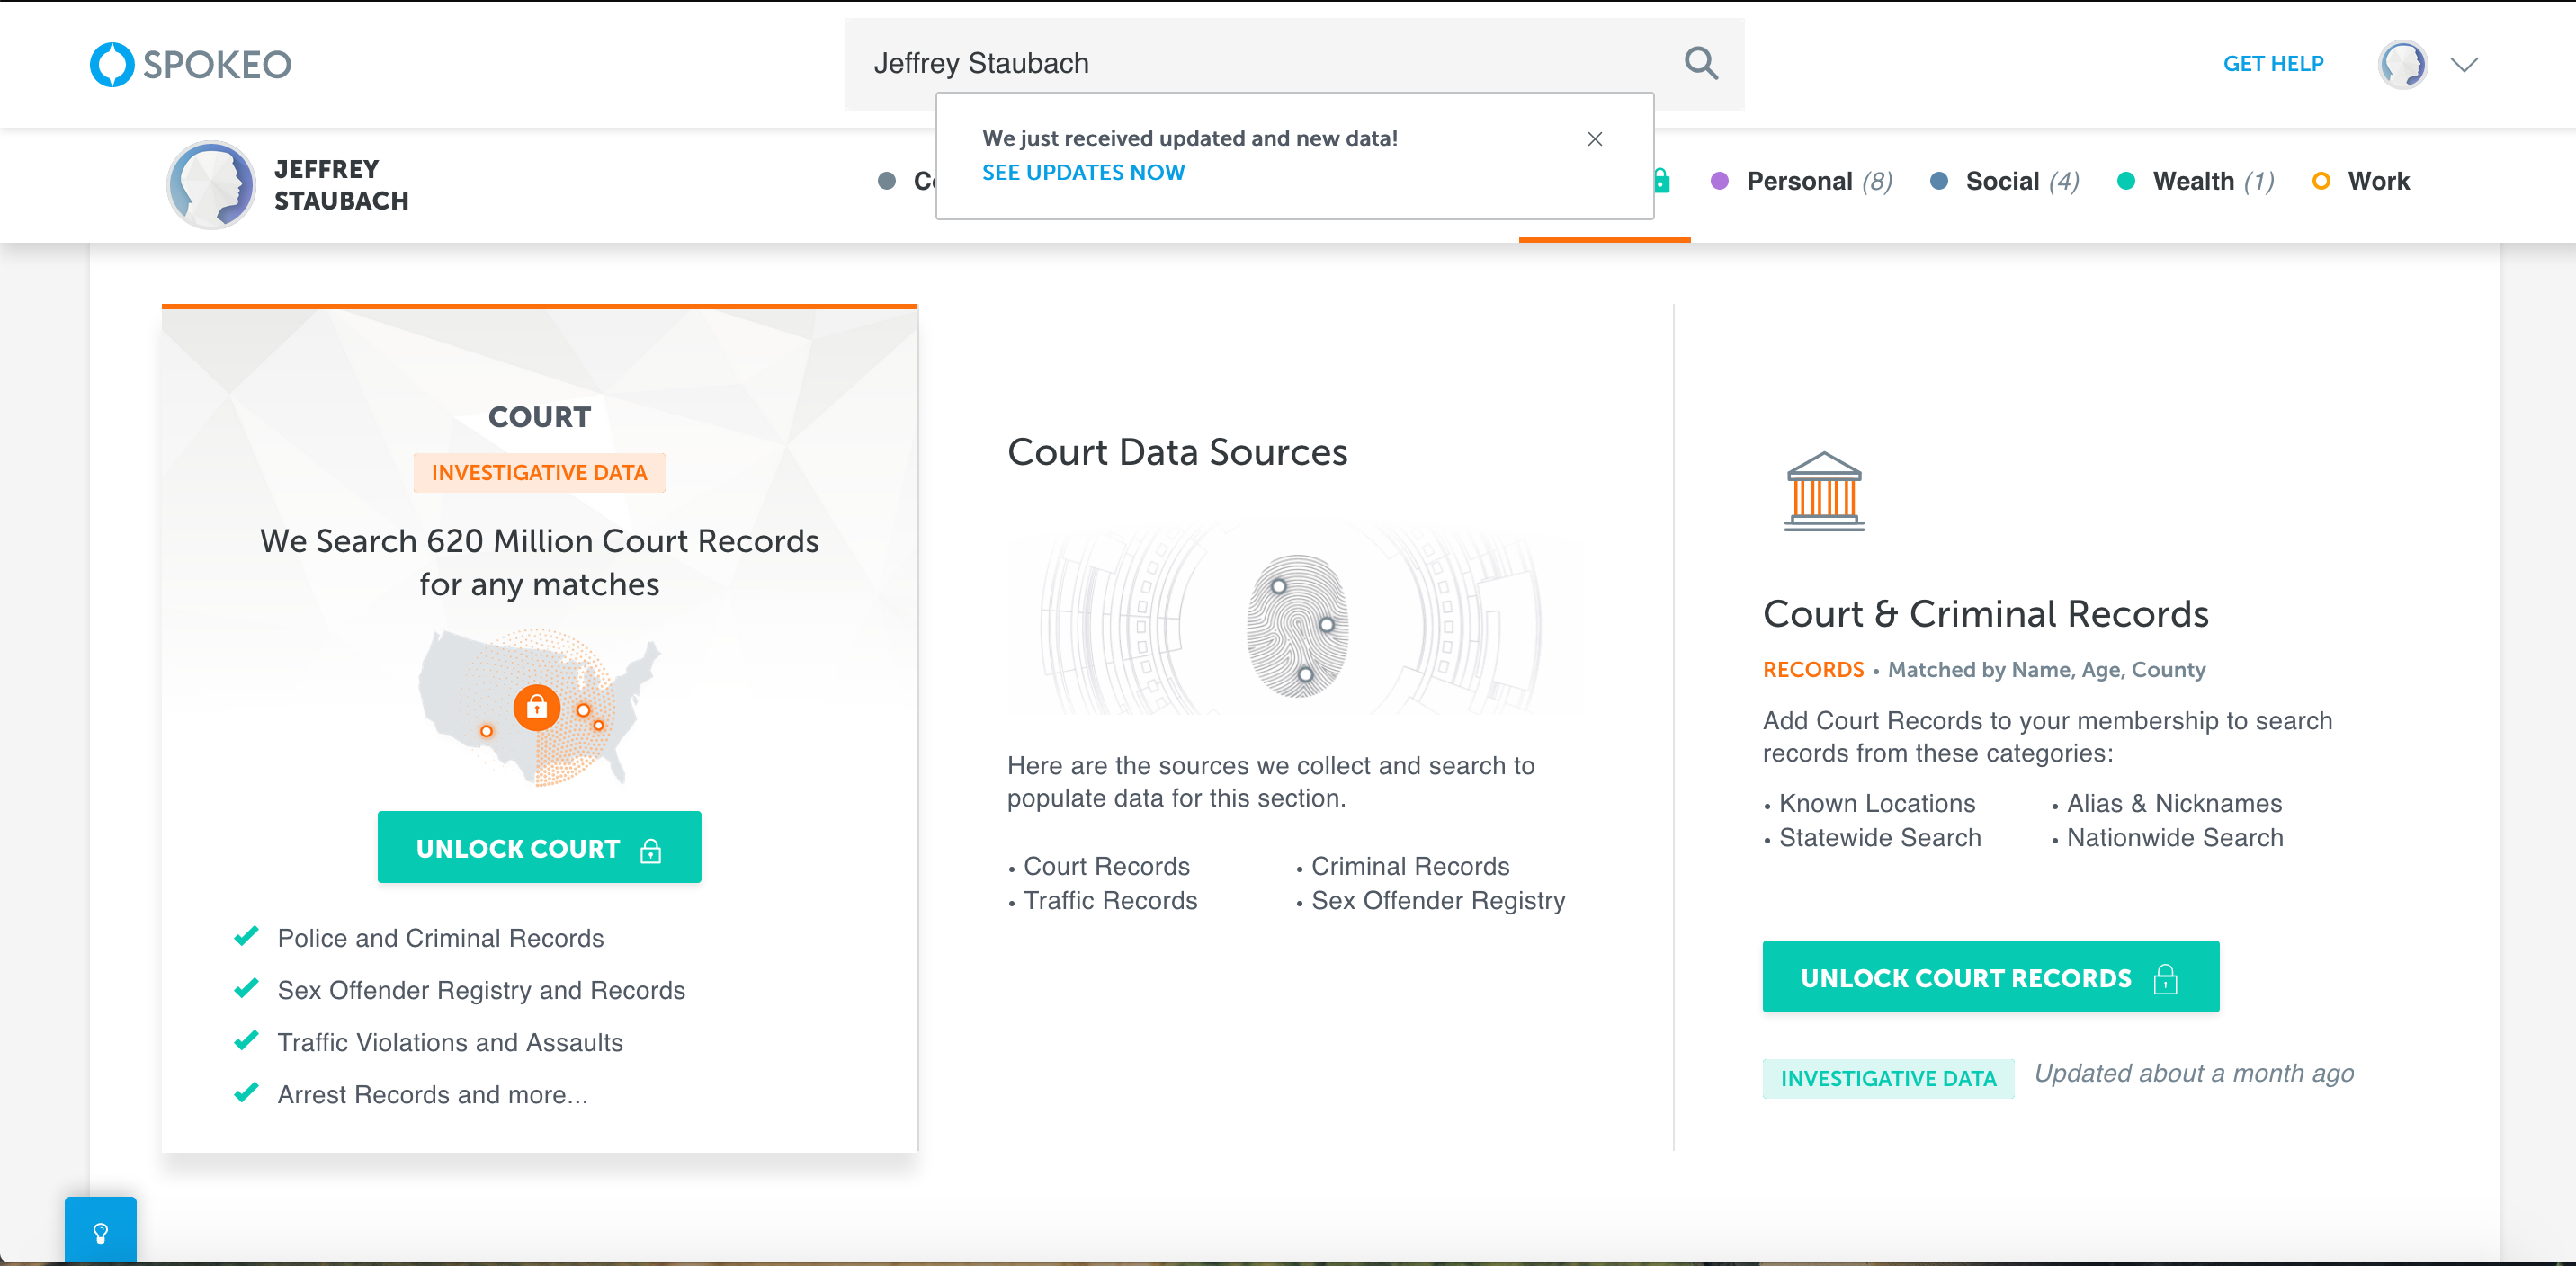 SPOKEO
Jeffrey Staubach
GET HELP
We just received updated and new data!
SEE UPDATES NOW
JEFFREY
STAUBACH
Personal (8)
Social (4)
Wealth (1)
Work
COURT
INVESTIGATIVE DATA
We Search 620 Million Court Records
for any matches
UNLOCK COURT
Police and Criminal Records
Sex Offender Registry and Records
Traffic Violations and Assaults
Arrest Records and more...
Court Data Sources
Here are the sources we collect and search to
populate data for this section.
• Court Records
• Criminal Records
• Traffic Records
• Sex Offender Registry
Court & Criminal Records
RECORDS • Matched by Name, Age, County
Add Court Records to your membership to search
records from these categories:
• Known Locations
• Alias & Nicknames
• Statewide Search
• Nationwide Search
UNLOCK COURT RECORDS
INVESTIGATIVE DATA
Updated about a month ago